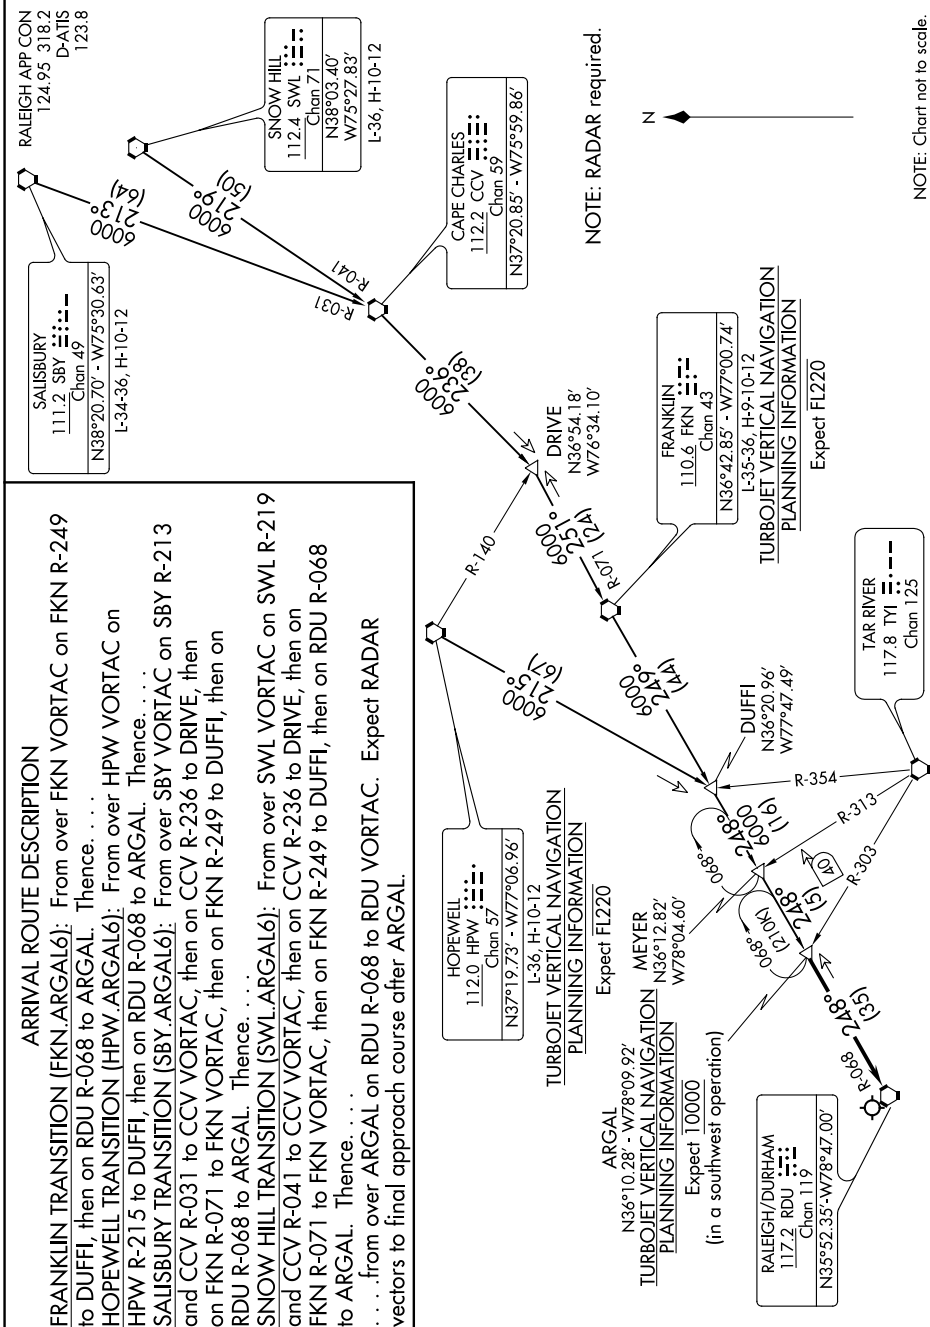 ARRIVAL ROUTE DESCRIPTION
FRANKLIN TRANSITION (FKN.ARGAL6): From over FKN VORTAC on FKN R-249
to DUFFI, then on RDU R-068 to ARGAL. Thence. . . .
HOPEWELL TRANSITION (HPW.ARGAL6): From over HPW VORTAC on
HPW R-215 to DUFFI, then on RDU R-068 to ARGAL. Thence. . . .
SALISBURY TRANSITION (SBY.ARGAL6): From over SBY VORTAC on SBY R-213
and CCV R-031 to CCV VORTAC, then on CCV R-236 to DRIVE, then
on FKN R-071 to FKN VORTAC, then on FKN R-249 to DUFFI, then on
RDU R-068 to ARGAL. Thence. . . .
SNOW HILL TRANSITION (SWL.ARGAL6): From over SWL VORTAC on SWL R-219
and CCV R-041 to CCV VORTAC, then on CCV R-236 to DRIVE, then on
FKN R-071 to FKN VORTAC, then on FKN R-249 to DUFFI, then on RDU R-068
to ARGAL. Thence. . . .
. . . .from over ARGAL on RDU R-068 to RDU VORTAC. Expect RADAR
vectors to final approach course after ARGAL.
RALEIGH APP CON
124.95 318.2
D-ATIS
123.8
SALISBURY
111.2 SBY
Chan 49
N38°20.70' - W75°30.63'
L-34-36, H-10-12
SNOW HILL
112.4 SWL
Chan 71
N38°03.40'
W75°27.83'
L-36, H-10-12
6000
213°
(64)
6000
219°
(50)
R-031
R-041
CAPE CHARLES
112.2 CCV
Chan 59
N37°20.85' - W75°59.86'
6000
236°
(38)
DRIVE
N36°54.18'
W76°34.10'
NOTE: RADAR required.
N
R-140
6000
251°
(24)
R-071
FRANKLIN
110.6 FKN
Chan 43
N36°42.85' - W77°00.74'
L-35-36, H-9-10-12
TURBOJET VERTICAL NAVIGATION
PLANNING INFORMATION
Expect FL220
HOPEWELL
112.0 HPW
Chan 57
N37°19.73' - W77°06.96'
L-36, H-10-12
TURBOJET VERTICAL NAVIGATION
PLANNING INFORMATION
Expect FL220
6000
215°
(67)
6000
249°
(44)
DUFFI
N36°20.96'
W77°47.49'
TAR RIVER
117.8 TYI
Chan 125
R-354
R-313
R-303
068°
248°
6000
(16)
MEYER
N36°12.82'
W78°04.60'
068°
(210K)
248°
(5)
40
ARGAL
N36°10.28' - W78°09.92'
TURBOJET VERTICAL NAVIGATION
PLANNING INFORMATION
Expect 10000
(in a southwest operation)
248°
(35)
R-068
RALEIGH/DURHAM
117.2 RDU
Chan 119
N35°52.35'-W78°47.00'
NOTE: Chart not to scale.